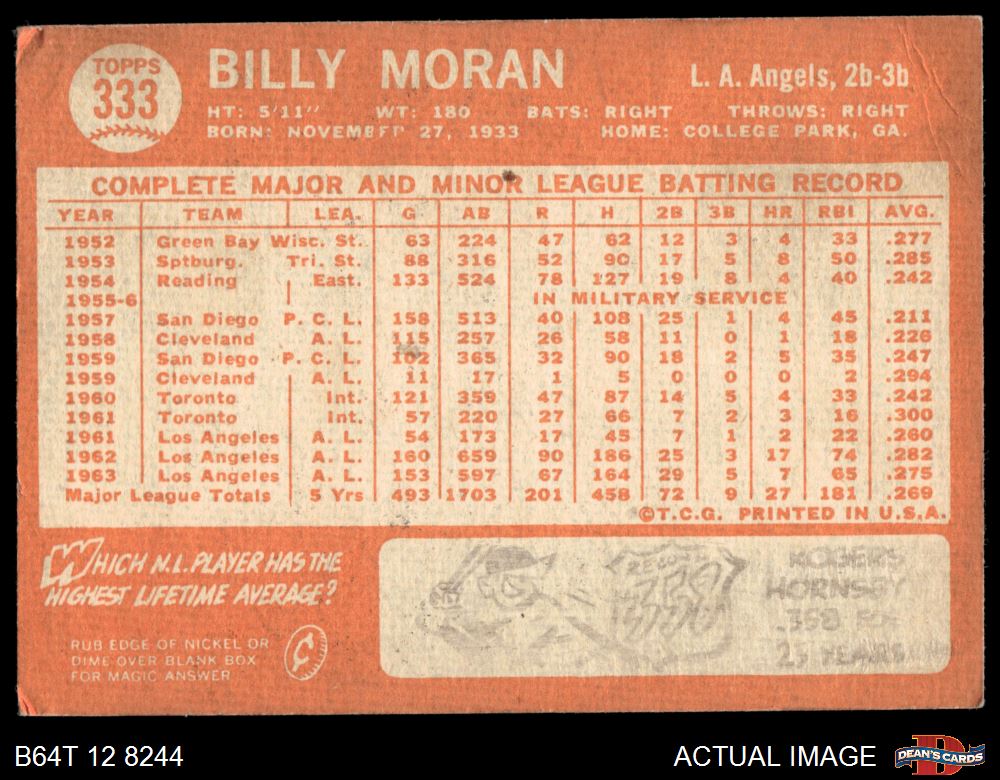 TOPPS
333
BILLY MORAN
L. A. Angels, 2b-3b
HT: 5'11" WT: 180 BATS: RIGHT THROWS: RIGHT
BORN: NOVEMBER 27, 1933 HOME: COLLEGE PARK, GA.
COMPLETE MAJOR AND MINOR LEAGUE BATTING RECORD
YEAR TEAM LEA. G AB R H 2B 3B HR RBI AVG.
1952 Green Bay Wisc. St. 63 224 47 62 12 3 4 33 .277
1953 Sptburg. Tri. St. 88 316 52 90 17 5 8 50 .285
1954 Reading East. 133 524 78 127 19 8 4 40 .242
1955-6 IN MILITARY SERVICE
1957 San Diego P. C. L. 158 513 40 108 25 1 4 45 .211
1958 Cleveland A. L. 115 257 26 58 11 0 1 18 .226
1959 San Diego P. C. L. 102 365 32 90 18 2 5 35 .247
1959 Cleveland A. L. 11 17 1 5 0 0 0 2 .294
1960 Toronto Int. 121 359 47 87 14 5 4 33 .242
1961 Toronto Int. 57 220 27 66 7 2 3 16 .300
1961 Los Angeles A. L. 54 173 17 45 7 1 2 22 .260
1962 Los Angeles A. L. 160 659 90 186 25 3 17 74 .282
1963 Los Angeles A. L. 153 597 67 164 29 5 7 65 .275
Major League Totals 5 Yrs 493 1703 201 458 72 9 27 181 .269
©T.C.G. PRINTED IN U.S.A.
WHICH N.L. PLAYER HAS THE
HIGHEST LIFETIME AVERAGE?
RUB EDGE OF NICKEL OR
DIME OVER BLANK BOX
FOR MAGIC ANSWER
ROGERS
HORNSBY
.358
23 YEARS
B64T 12 8244
ACTUAL IMAGE
DEAN'S CARDS